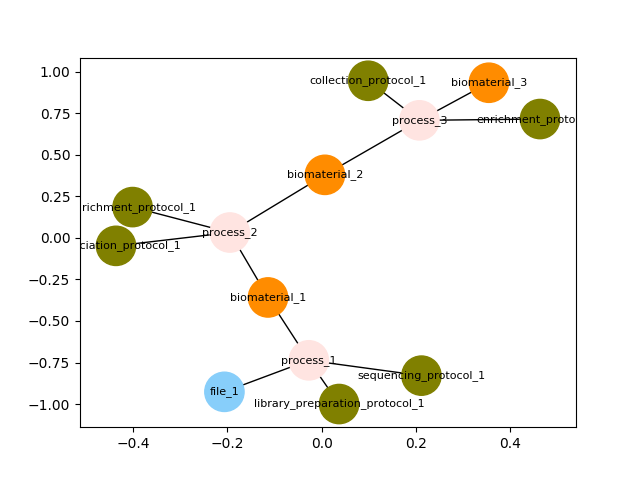 1.00
0.75
0.50
0.25
0.00
−0.25
−0.50
−0.75
−1.00
collection_protocol_1
biomaterial_3
process_3
enrichment_proto
biomaterial_2
richment_protocol_1
process_2
ciation_protocol_1
biomaterial_1
process_1
sequencing_protocol_1
file_1
library_preparation_protocol_1
−0.4
−0.2
0.0
0.2
0.4